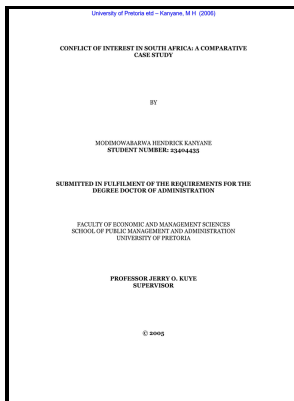 University of Pretoria etd – Kanyane, M H (2006)
CONFLICT OF INTEREST IN SOUTH AFRICA: A COMPARATIVE
CASE STUDY
BY
MODIMOWABARWA HENDRICK KANYANE
STUDENT NUMBER: 23404435
SUBMITTED IN FULFILMENT OF THE REQUIREMENTS FOR THE
DEGREE DOCTOR OF ADMINISTRATION
FACULTY OF ECONOMIC AND MANAGEMENT SCIENCES
SCHOOL OF PUBLIC MANAGEMENT AND ADMINISTRATION
UNIVERSITY OF PRETORIA
PROFESSOR JERRY O. KUYE
SUPERVISOR
© 2005